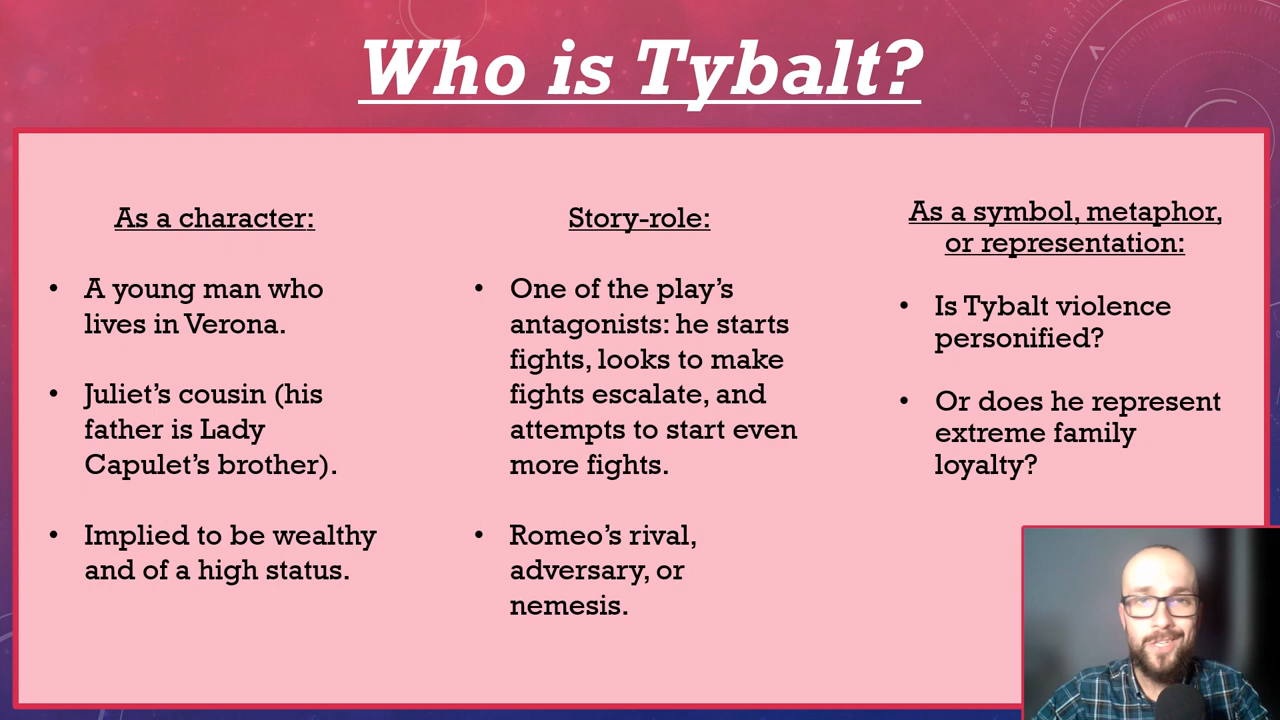 Who is Tybalt?
As a character:
• A young man who
lives in Verona.
• Juliet’s cousin (his
father is Lady
Capulet’s brother).
• Implied to be wealthy
and of a high status.
Story-role:
• One of the play’s
antagonists: he starts
fights, looks to make
fights escalate, and
attempts to start even
more fights.
• Romeo’s rival,
adversary, or
nemesis.
As a symbol, metaphor,
or representation:
• Is Tybalt violence
personified?
• Or does he represent
extreme family
loyalty?
180 190 200